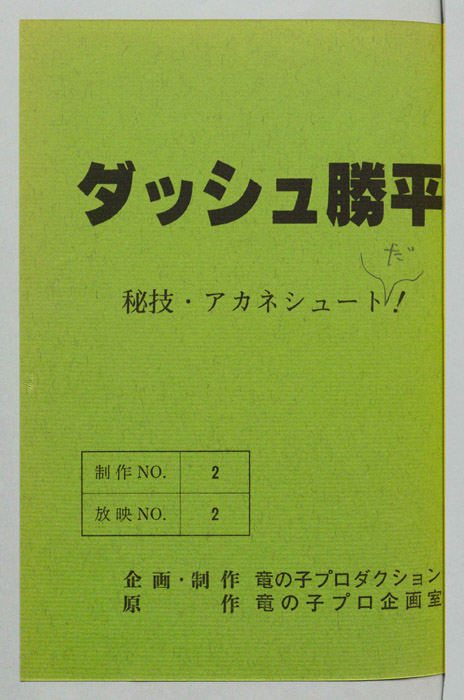 ダッシュ勝平
だ
秘技・アカネシュート!
制作NO. 2
放映NO. 2
企画・制作 竜の子プロダクション
原作 竜の子プロ企画室